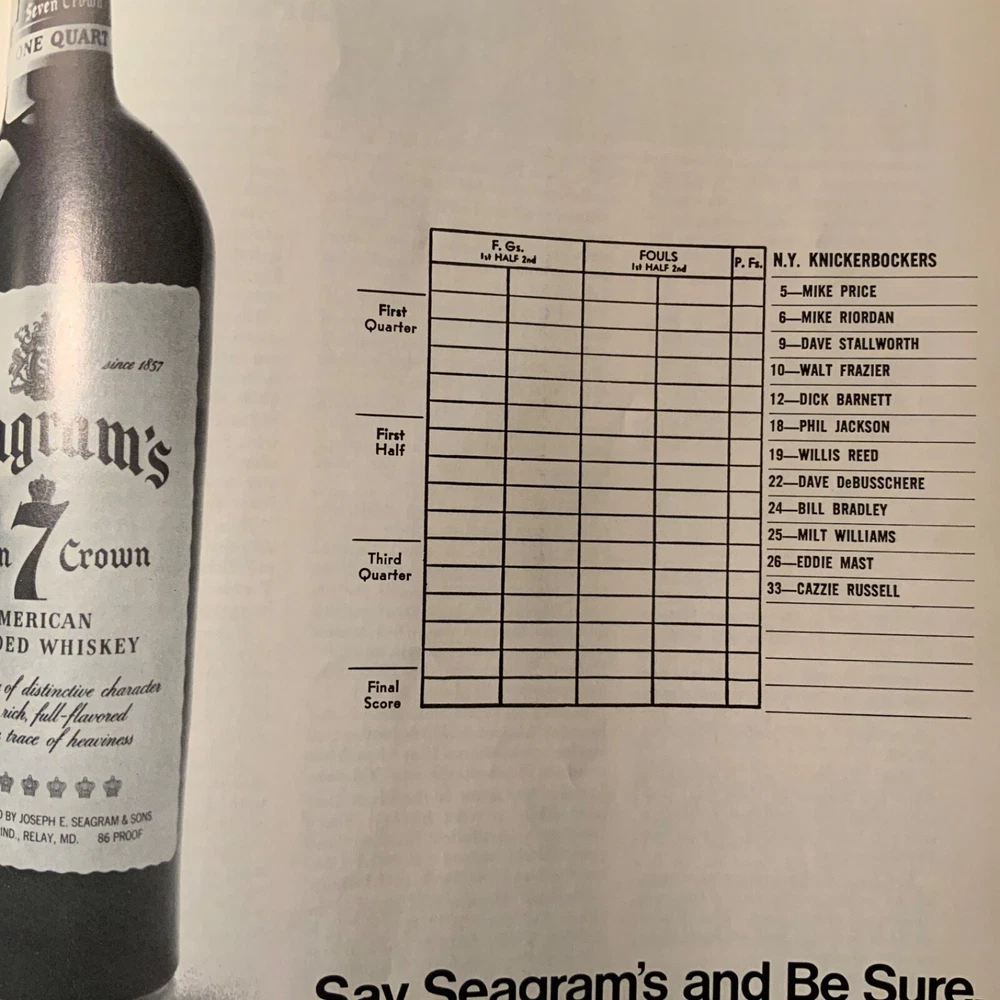 Seven Crown
ONE QUART
since 1857
agram's
7
n Crown
MERICAN
DED WHISKEY
of distinctive character
rich, full-flavored
trace of heaviness
D BY JOSEPH E. SEAGRAM & SONS
IND., RELAY, MD. 86 PROOF
F. Gs.
1st HALF 2nd
FOULS
1st HALF 2nd
P. Fs.
N.Y. KNICKERBOCKERS
First
Quarter
First
Half
Third
Quarter
Final
Score
5—MIKE PRICE
6—MIKE RIORDAN
9—DAVE STALLWORTH
10—WALT FRAZIER
12—DICK BARNETT
18—PHIL JACKSON
19—WILLIS REED
22—DAVE DeBUSSCHERE
24—BILL BRADLEY
25—MILT WILLIAMS
26—EDDIE MAST
33—CAZZIE RUSSELL
Say Seagram's and Be Sure.